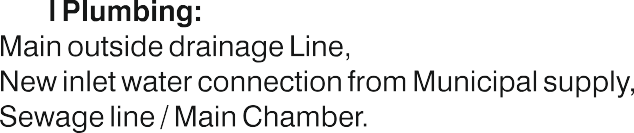 l Plumbing:
Main outside drainage Line,
New inlet water connection from Municipal supply,
Sewage line / Main Chamber.